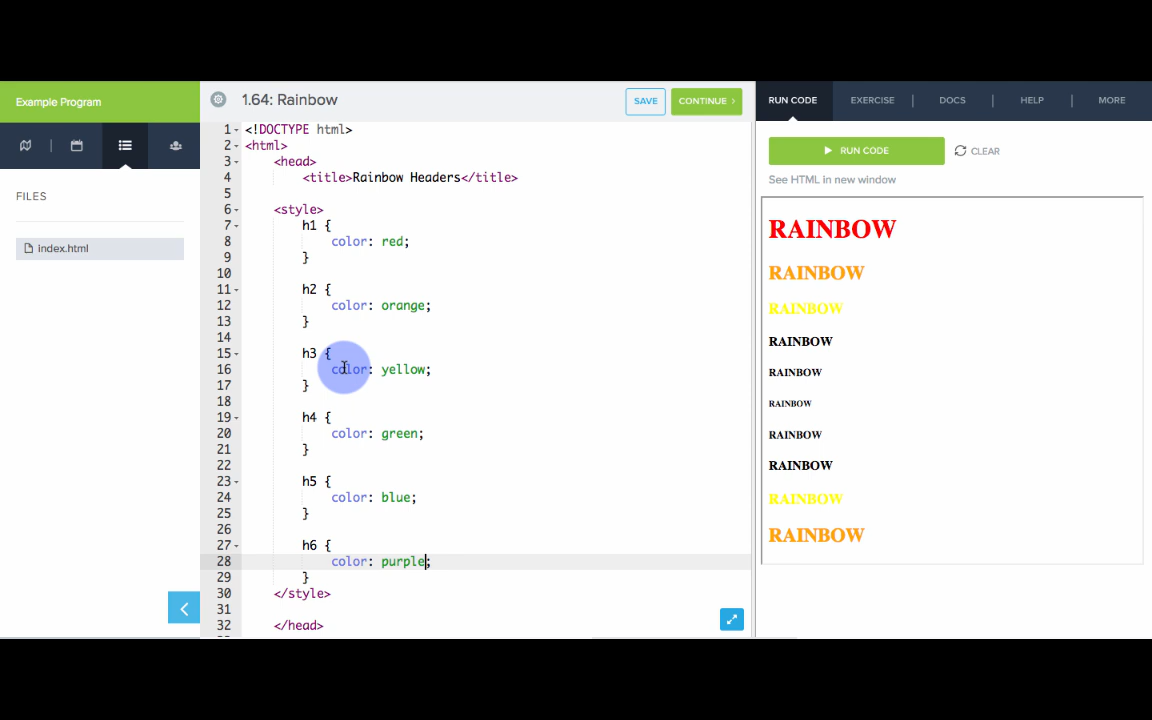 Example Program
1.64: Rainbow
SAVE
CONTINUE >
RUN CODE
EXERCISE
DOCS
HELP
MORE
FILES
index.html
1 <!DOCTYPE html>
2 <html>
3 <head>
4 <title>Rainbow Headers</title>
5
6 <style>
7 h1 {
8 color: red;
9 }
10
11 h2 {
12 color: orange;
13 }
14
15 h3 {
16 color: yellow;
17 }
18
19 h4 {
20 color: green;
21 }
22
23 h5 {
24 color: blue;
25 }
26
27 h6 {
28 color: purple;
29 }
30 </style>
31
32 </head>
RUN CODE
CLEAR
See HTML in new window
RAINBOW
RAINBOW
RAINBOW
RAINBOW
RAINBOW
RAINBOW
RAINBOW
RAINBOW
RAINBOW
RAINBOW